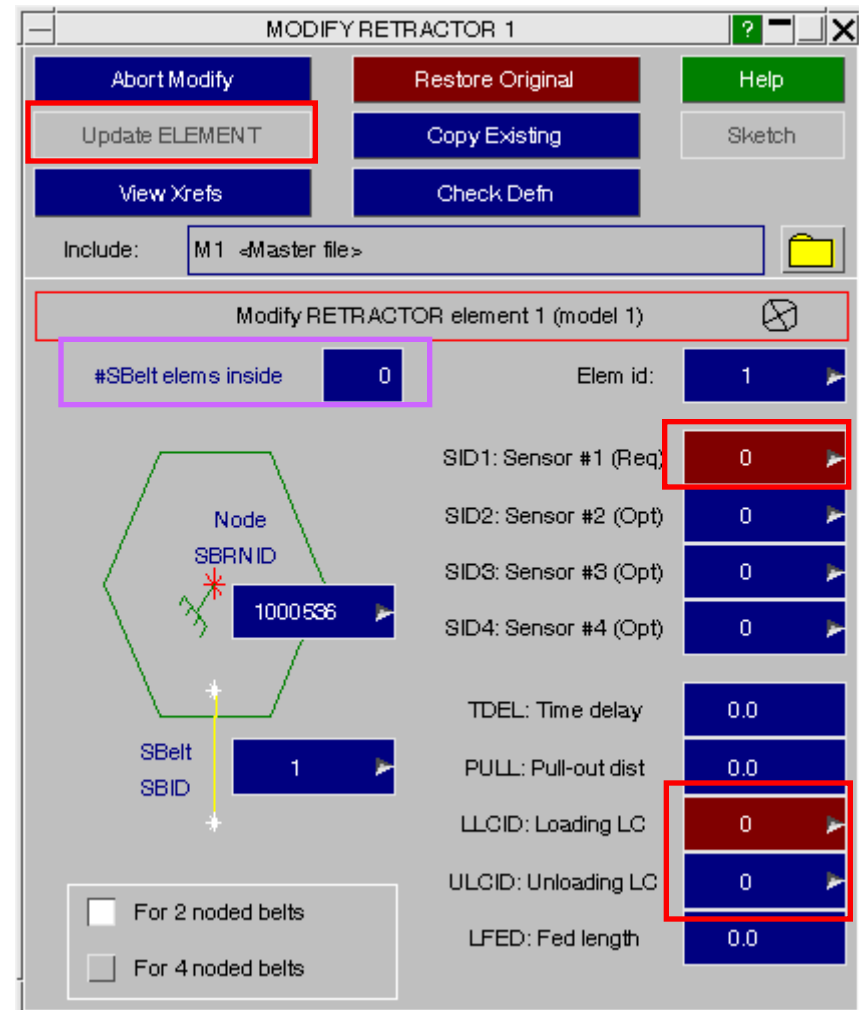 MODIFY RETRACTOR 1 ?
Abort Modify Restore Original Help
Update ELEMENT Copy Existing Sketch
View Xrefs Check Defn
Include: M1 <Master file>
Modify RETRACTOR element 1 (model 1)
#SBelt elems inside 0 Elem id: 1
SID1: Sensor #1 (Req) 0
Node
SBRNID
1000536
SID2: Sensor #2 (Opt) 0
SID3: Sensor #3 (Opt) 0
SID4: Sensor #4 (Opt) 0
TDEL: Time delay 0.0
SBelt
SBID
1
PULL: Pull-out dist 0.0
LLCID: Loading LC 0
ULCID: Unloading LC 0
LFED: Fed length 0.0
For 2 noded belts
For 4 noded belts